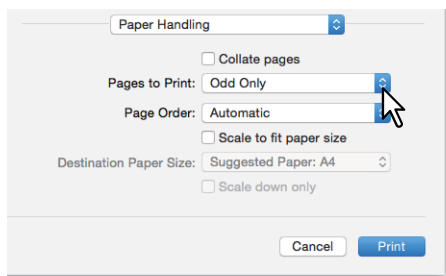 Paper Handling
Collate pages
Pages to Print: Odd Only
Page Order: Automatic
Scale to fit paper size
Destination Paper Size: Suggested Paper: A4
Scale down only
Cancel Print